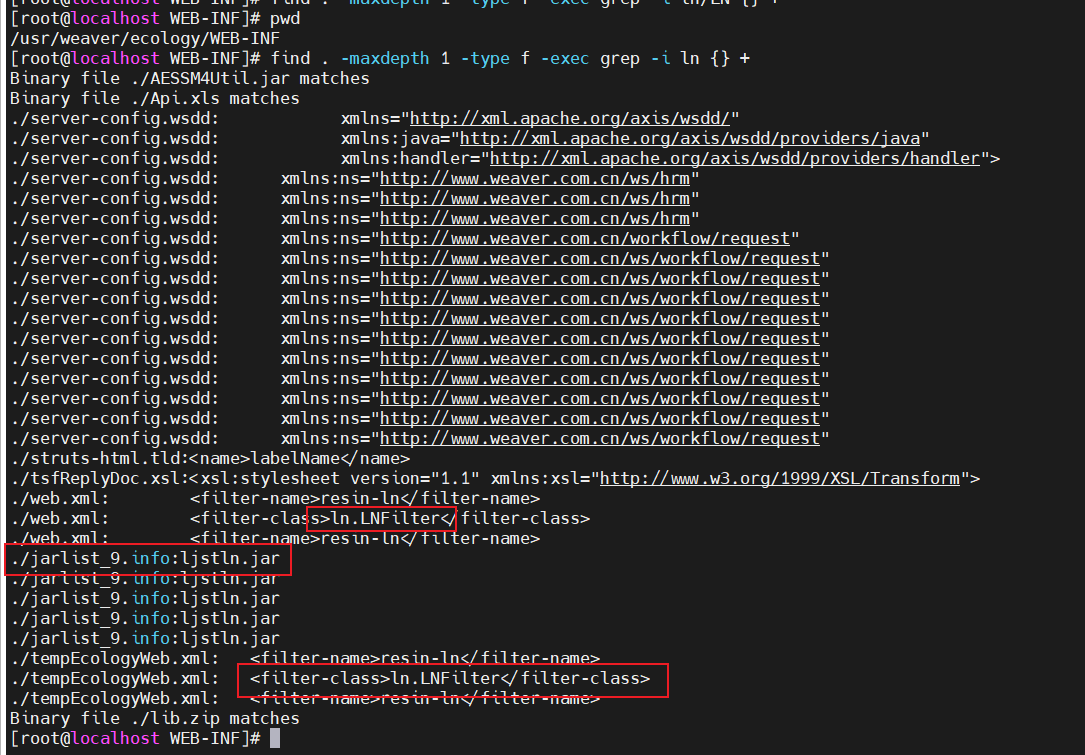 [root@localhost WEB-INF]# find . -maxdepth 1 -type f -exec grep -i ln/LN {} +
[root@localhost WEB-INF]# pwd
/usr/weaver/ecology/WEB-INF
[root@localhost WEB-INF]# find . -maxdepth 1 -type f -exec grep -i ln {} +
Binary file ./AESSM4Util.jar matches
Binary file ./Api.xls matches
./server-config.wsdd:            xmlns="http://xml.apache.org/axis/wsdd/"
./server-config.wsdd:            xmlns:java="http://xml.apache.org/axis/wsdd/providers/java"
./server-config.wsdd:            xmlns:handler="http://xml.apache.org/axis/wsdd/providers/handler">
./server-config.wsdd:      xmlns:ns="http://www.weaver.com.cn/ws/hrm"
./server-config.wsdd:      xmlns:ns="http://www.weaver.com.cn/ws/hrm"
./server-config.wsdd:      xmlns:ns="http://www.weaver.com.cn/ws/hrm"
./server-config.wsdd:      xmlns:ns="http://www.weaver.com.cn/workflow/request"
./server-config.wsdd:      xmlns:ns="http://www.weaver.com.cn/ws/workflow/request"
./server-config.wsdd:      xmlns:ns="http://www.weaver.com.cn/ws/workflow/request"
./server-config.wsdd:      xmlns:ns="http://www.weaver.com.cn/ws/workflow/request"
./server-config.wsdd:      xmlns:ns="http://www.weaver.com.cn/ws/workflow/request"
./server-config.wsdd:      xmlns:ns="http://www.weaver.com.cn/ws/workflow/request"
./server-config.wsdd:      xmlns:ns="http://www.weaver.com.cn/ws/workflow/request"
./server-config.wsdd:      xmlns:ns="http://www.weaver.com.cn/ws/workflow/request"
./server-config.wsdd:      xmlns:ns="http://www.weaver.com.cn/ws/workflow/request"
./server-config.wsdd:      xmlns:ns="http://www.weaver.com.cn/ws/workflow/request"
./server-config.wsdd:      xmlns:ns="http://www.weaver.com.cn/ws/workflow/request"
./struts-html.tld:<name>labelName</name>
./tsfReplyDoc.xsl:<xsl:stylesheet version="1.1" xmlns:xsl="http://www.w3.org/1999/XSL/Transform">
./web.xml:        <filter-name>resin-ln</filter-name>
./web.xml:        <filter-class>ln.LNFilter</filter-class>
./web.xml:        <filter-name>resin-ln</filter-name>
./jarlist_9.info:ljstln.jar
./jarlist_9.info:ljstln.jar
./jarlist_9.info:ljstln.jar
./jarlist_9.info:ljstln.jar
./jarlist_9.info:ljstln.jar
./tempEcologyWeb.xml:   <filter-name>resin-ln</filter-name>
./tempEcologyWeb.xml:   <filter-class>ln.LNFilter</filter-class>
./tempEcologyWeb.xml:   <filter-name>resin-ln</filter-name>
Binary file ./lib.zip matches
[root@localhost WEB-INF]#